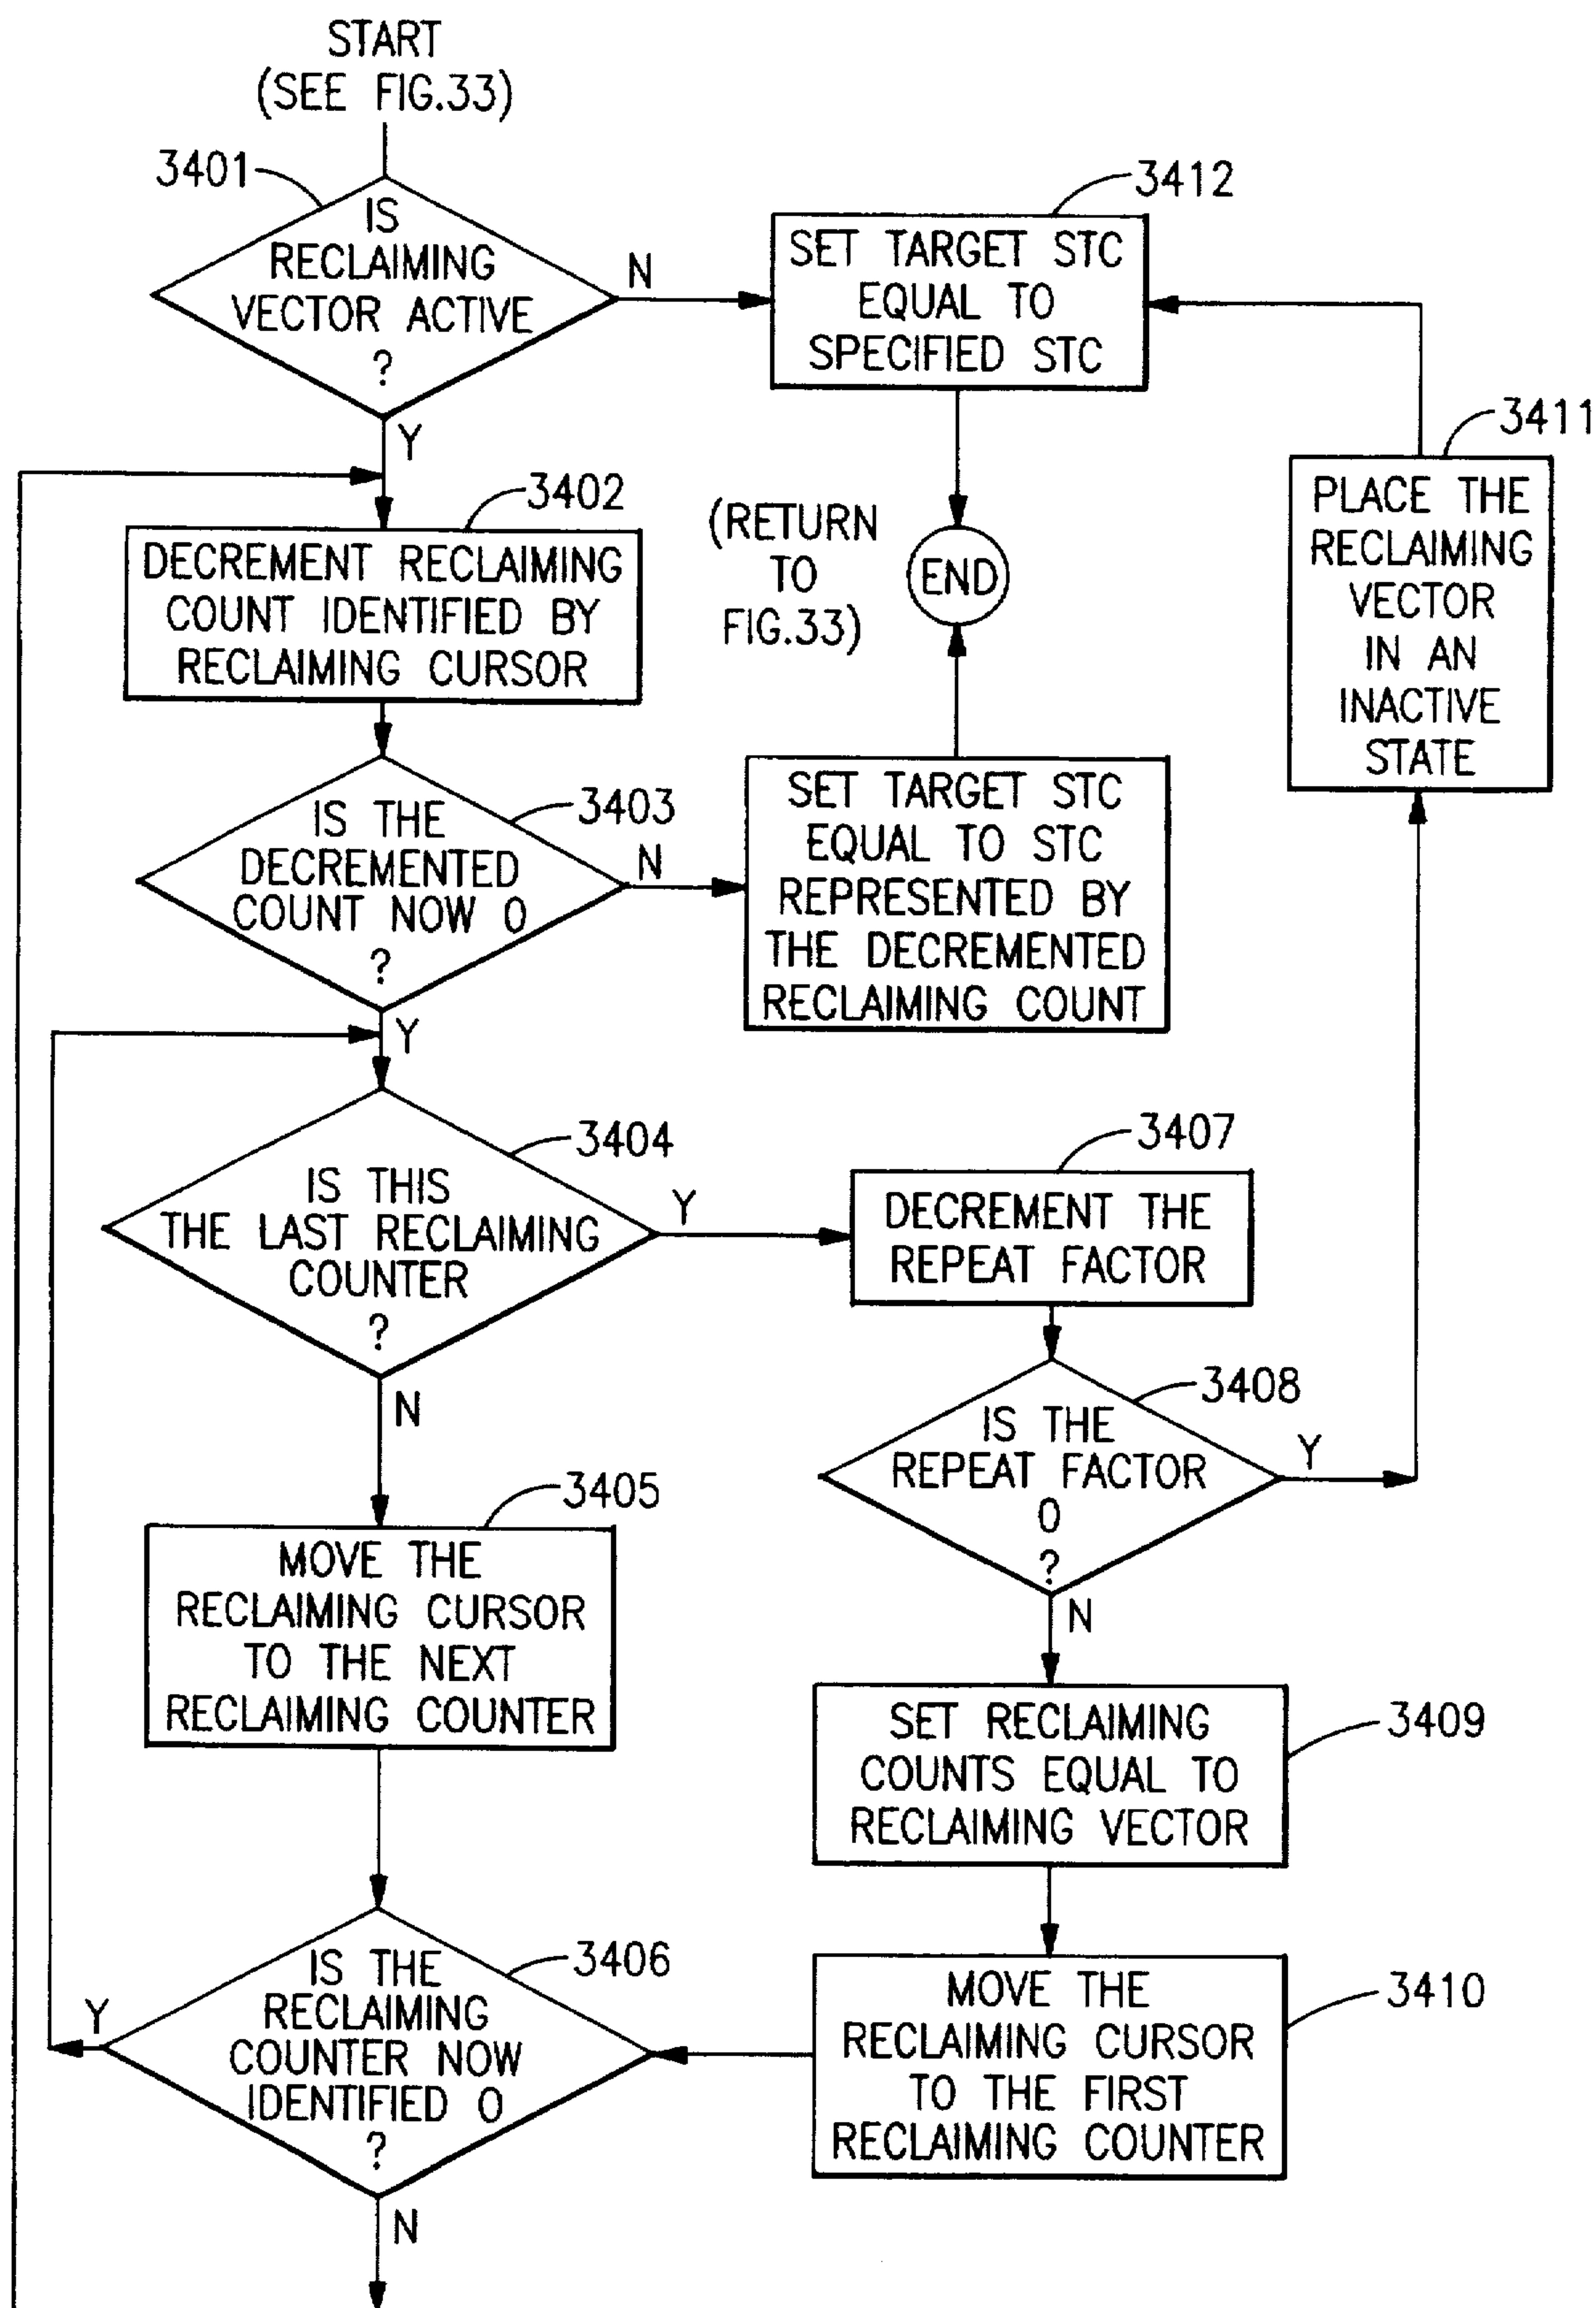 START
(SEE FIG.33)
3401
IS
RECLAIMING
VECTOR ACTIVE
?
N
Y
3412
SET TARGET STC
EQUAL TO
SPECIFIED STC
3411
PLACE THE
RECLAIMING
VECTOR
IN AN
INACTIVE
STATE
3402
DECREMENT RECLAIMING
COUNT IDENTIFIED BY
RECLAIMING CURSOR
(RETURN
TO
FIG.33)
END
3403
IS THE
DECREMENTED
COUNT NOW 0
?
N
Y
SET TARGET STC
EQUAL TO STC
REPRESENTED BY
THE DECREMENTED
RECLAIMING COUNT
3404
IS THIS
THE LAST RECLAIMING
COUNTER
?
Y
N
3407
DECREMENT THE
REPEAT FACTOR
3408
IS THE
REPEAT FACTOR
0
?
Y
N
3405
MOVE THE
RECLAIMING CURSOR
TO THE NEXT
RECLAIMING COUNTER
3409
SET RECLAIMING
COUNTS EQUAL TO
RECLAIMING VECTOR
3406
IS THE
RECLAIMING
COUNTER NOW
IDENTIFIED 0
?
Y
N
3410
MOVE THE
RECLAIMING CURSOR
TO THE FIRST
RECLAIMING COUNTER